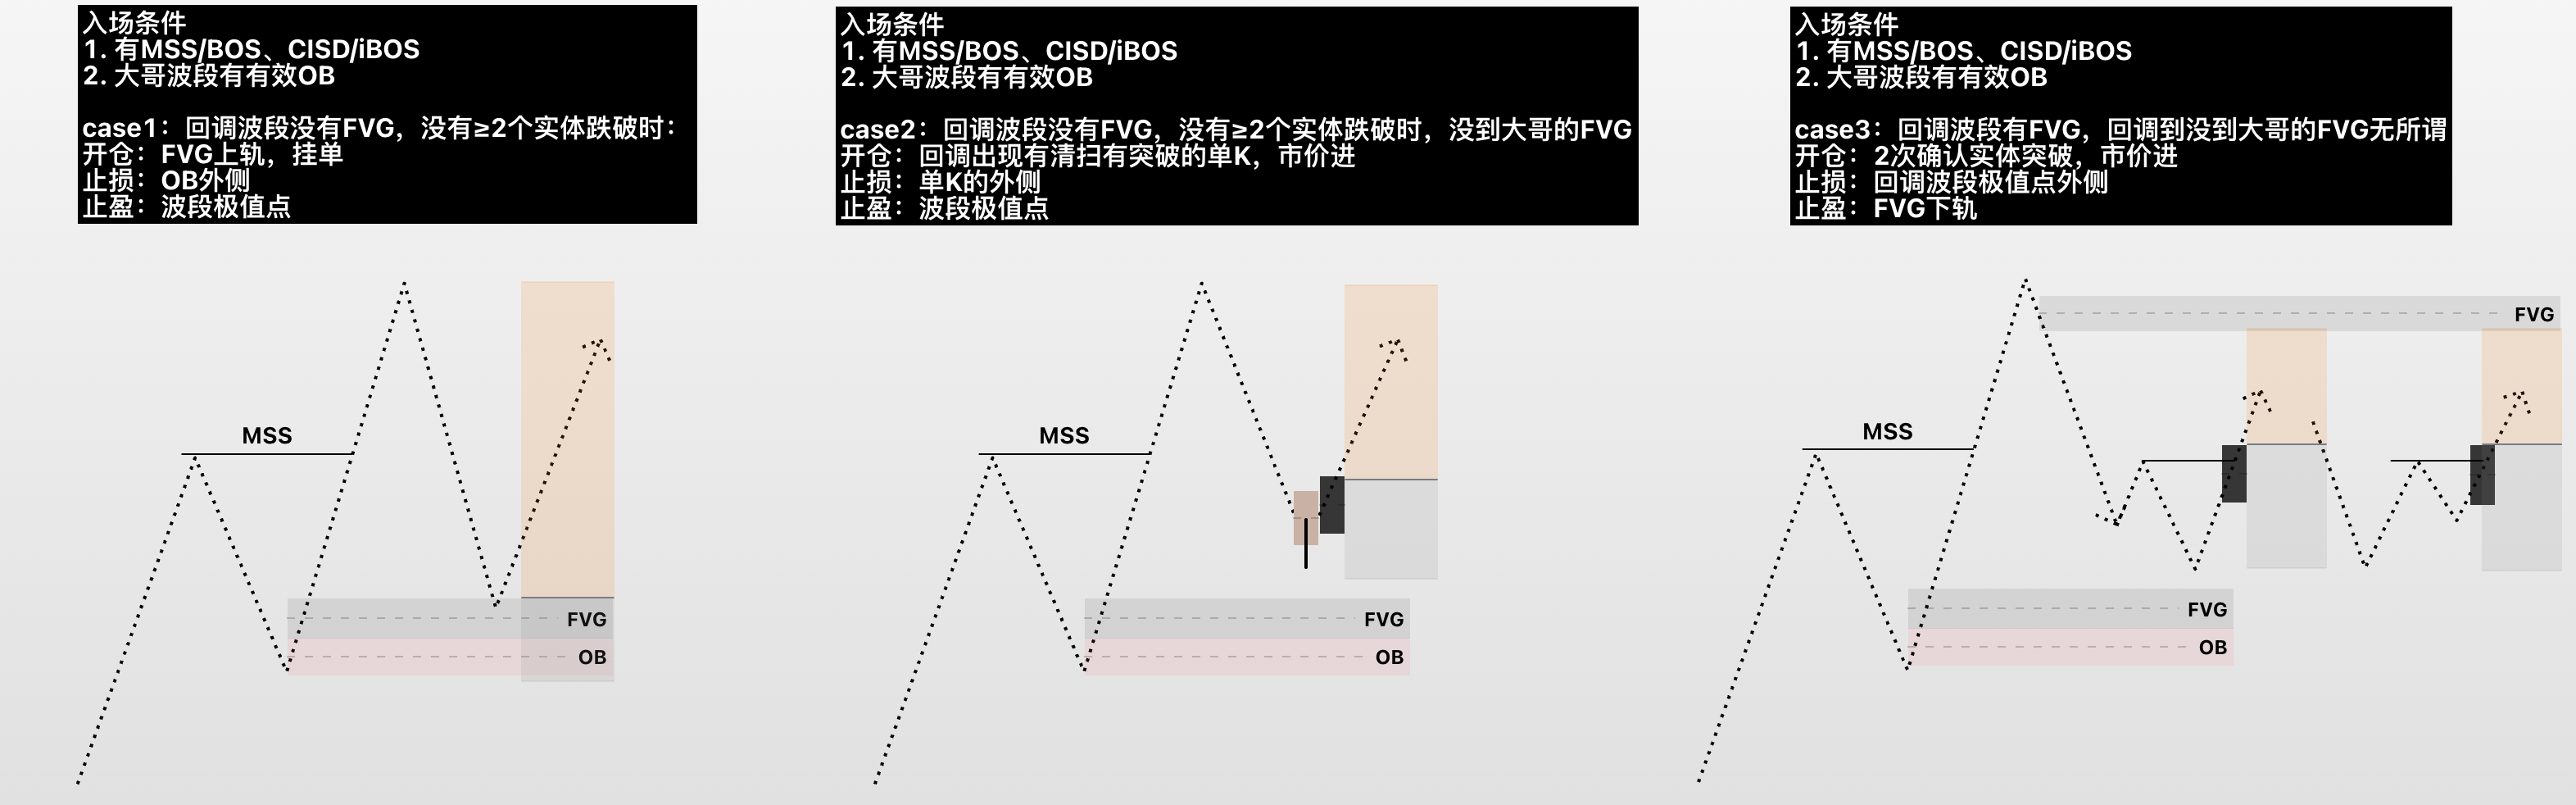 入场条件
1. 有MSS/BOS、CISD/iBOS
2. 大哥波段有有效OB
case1：回调波段没有FVG，没有≥2个实体跌破时：
开仓：FVG上轨，挂单
止损：OB外侧
止盈：波段极值点
MSS
FVG
OB
入场条件
1. 有MSS/BOS、CISD/iBOS
2. 大哥波段有有效OB
case2：回调波段没有FVG，没有≥2个实体跌破时，没到大哥的FVG
开仓：回调出现有清扫有突破的单K，市价进
止损：单K的外侧
止盈：波段极值点
MSS
FVG
OB
入场条件
1. 有MSS/BOS、CISD/iBOS
2. 大哥波段有有效OB
case3：回调波段有FVG，回调到没到大哥的FVG无所谓
开仓：2次确认实体突破，市价进
止损：回调波段极值点外侧
止盈：FVG下轨
FVG
MSS
FVG
OB